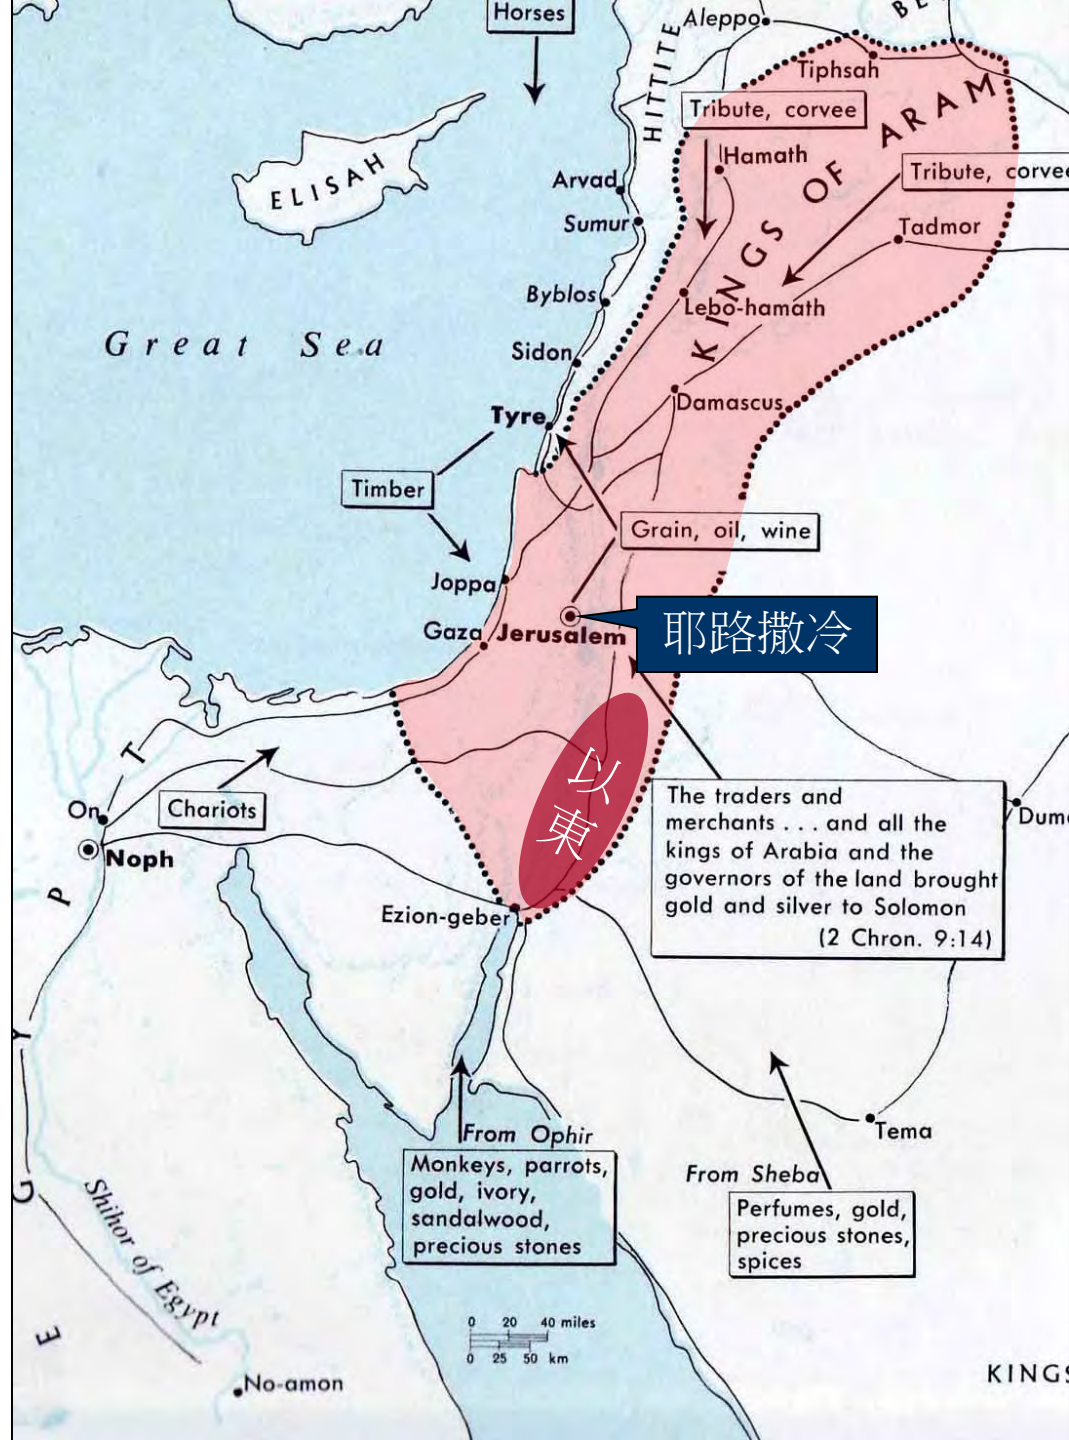 Horses
Aleppo
BE
HITTITE
Tiphsah
Tribute, corvee
KINGS OF ARAM
Hamath
Tribute, corvee
ELISAH
Arvad
Sumur
Tadmor
Byblos
Lebo-hamath
Great Sea
Sidon
Damascus
Tyre
Timber
Grain, oil, wine
Joppa
Gaza
Jerusalem
耶路撒冷
以東
The traders and
merchants . . . and all the
kings of Arabia and the
governors of the land brought
gold and silver to Solomon
(2 Chron. 9:14)
Chariots
On
Noph
Duma
EGYPT
Ezion-geber
Tema
From Ophir
Monkeys, parrots,
gold, ivory,
sandalwood,
precious stones
From Sheba
Perfumes, gold,
precious stones,
spices
Shihor of Egypt
0 20 40 miles
0 25 50 km
No-amon
KINGS